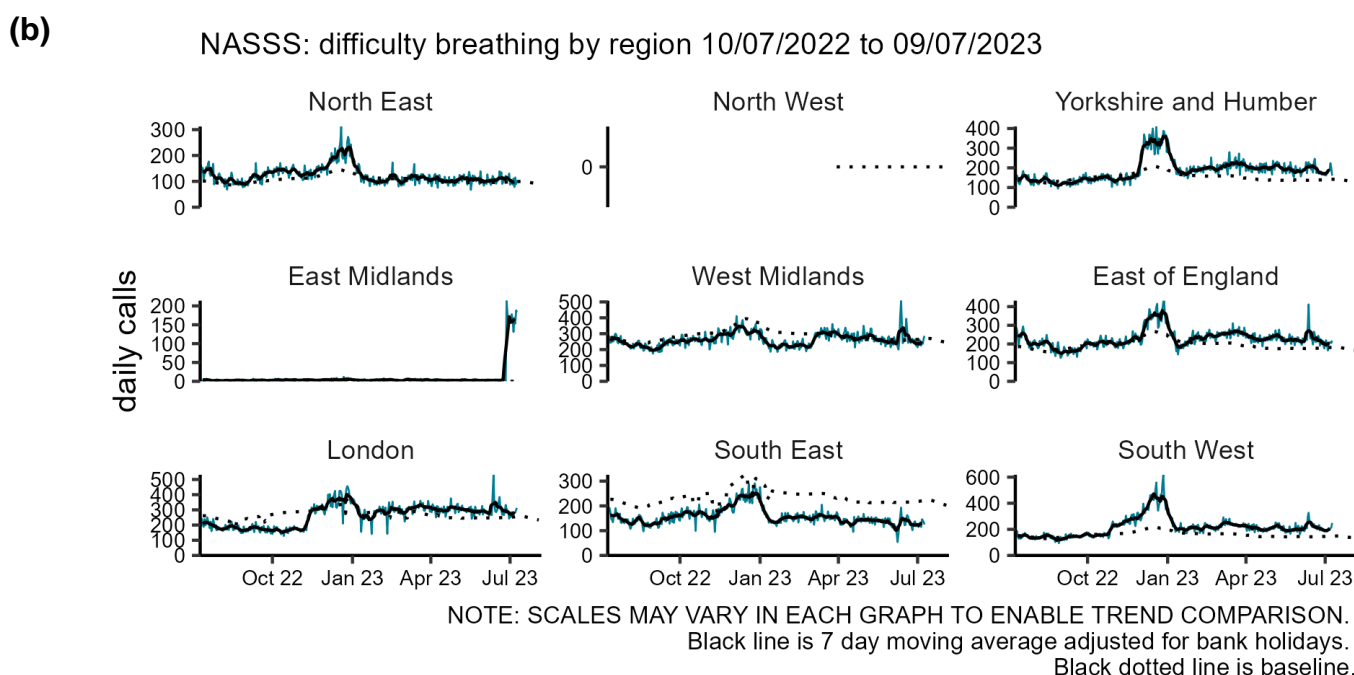 (b)
NASSS: difficulty breathing by region 10/07/2022 to 09/07/2023
daily calls
North East
300
200
100
0
North West
0
Yorkshire and Humber
400
300
200
100
0
East Midlands
200
150
100
50
0
West Midlands
500
400
300
200
100
0
East of England
400
300
200
100
0
London
500
400
300
200
100
0
Oct 22 Jan 23 Apr 23 Jul 23
South East
300
200
100
0
Oct 22 Jan 23 Apr 23 Jul 23
South West
600
400
200
0
Oct 22 Jan 23 Apr 23 Jul 23
NOTE: SCALES MAY VARY IN EACH GRAPH TO ENABLE TREND COMPARISON.
Black line is 7 day moving average adjusted for bank holidays.
Black dotted line is baseline.